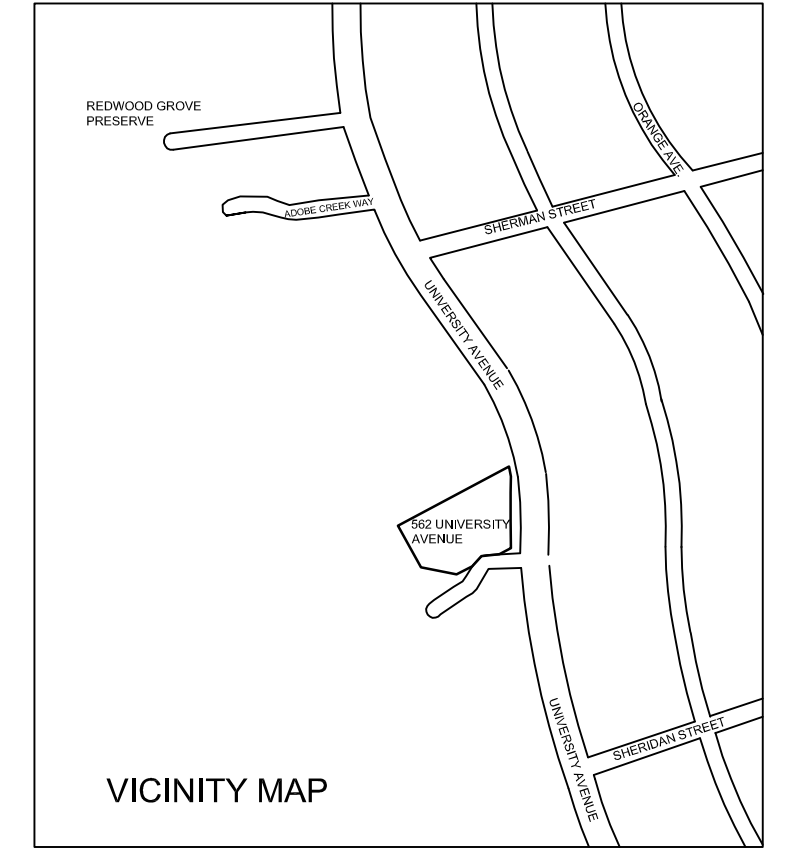 REDWOOD GROVE
PRESERVE
ORANGE AVE.
ADOBE CREEK WAY
SHERMAN STREET
UNIVERSITY AVENUE
562 UNIVERSITY
AVENUE
UNIVERSITY AVENUE
SHERIDAN STREET
VICINITY MAP